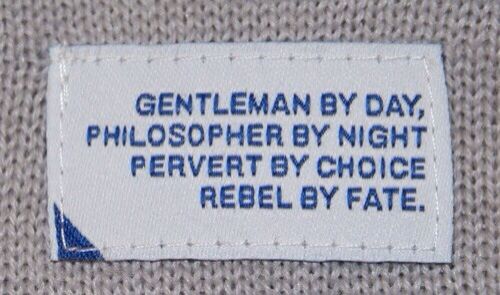 GENTLEMAN BY DAY,
PHILOSOPHER BY NIGHT
PERVERT BY CHOICE
REBEL BY FATE.